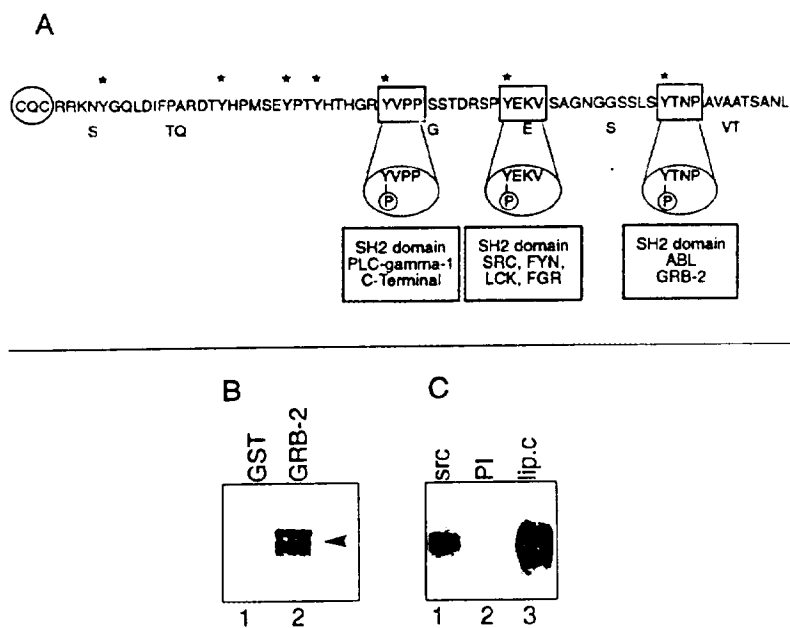 A
* * * * * * *
CQC RRKNYGQLDIFPARDTYHPMSEYPTYHTHGR YVPP SSTDRSP YEKV SAGNGGSSLS YTNP AVAATSANL
S TQ G E S VT
YVPP YEKV YTNP
P P P
SH2 domain
PLC-gamma-1
C-Terminal
SH2 domain
SRC, FYN,
LCK, FGR
SH2 domain
ABL
GRB-2
B
GST
GRB-2
1 2
C
src
PI
lip.c
1 2 3